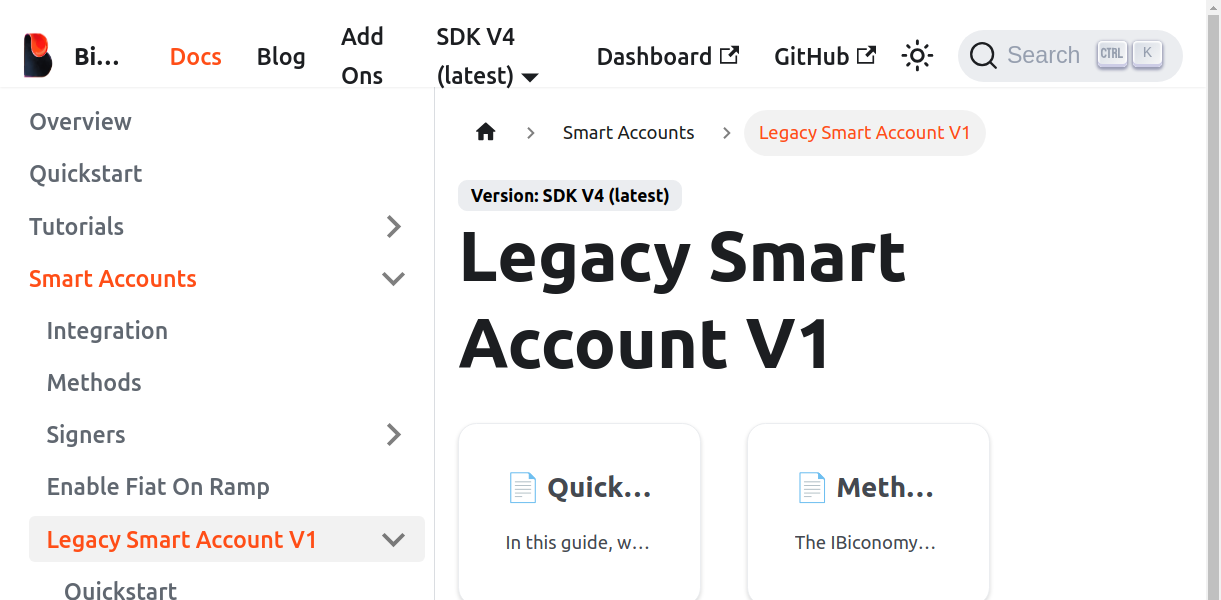 Bi...
Docs
Blog
Add Ons
SDK V4 (latest)
Dashboard
GitHub
Search
CTRL
K
Overview
Quickstart
Tutorials
Smart Accounts
Integration
Methods
Signers
Enable Fiat On Ramp
Legacy Smart Account V1
Quickstart
Smart Accounts
Legacy Smart Account V1
Version: SDK V4 (latest)
Legacy Smart
Account V1
Quick...
In this guide, w...
Meth...
The IBiconomy...